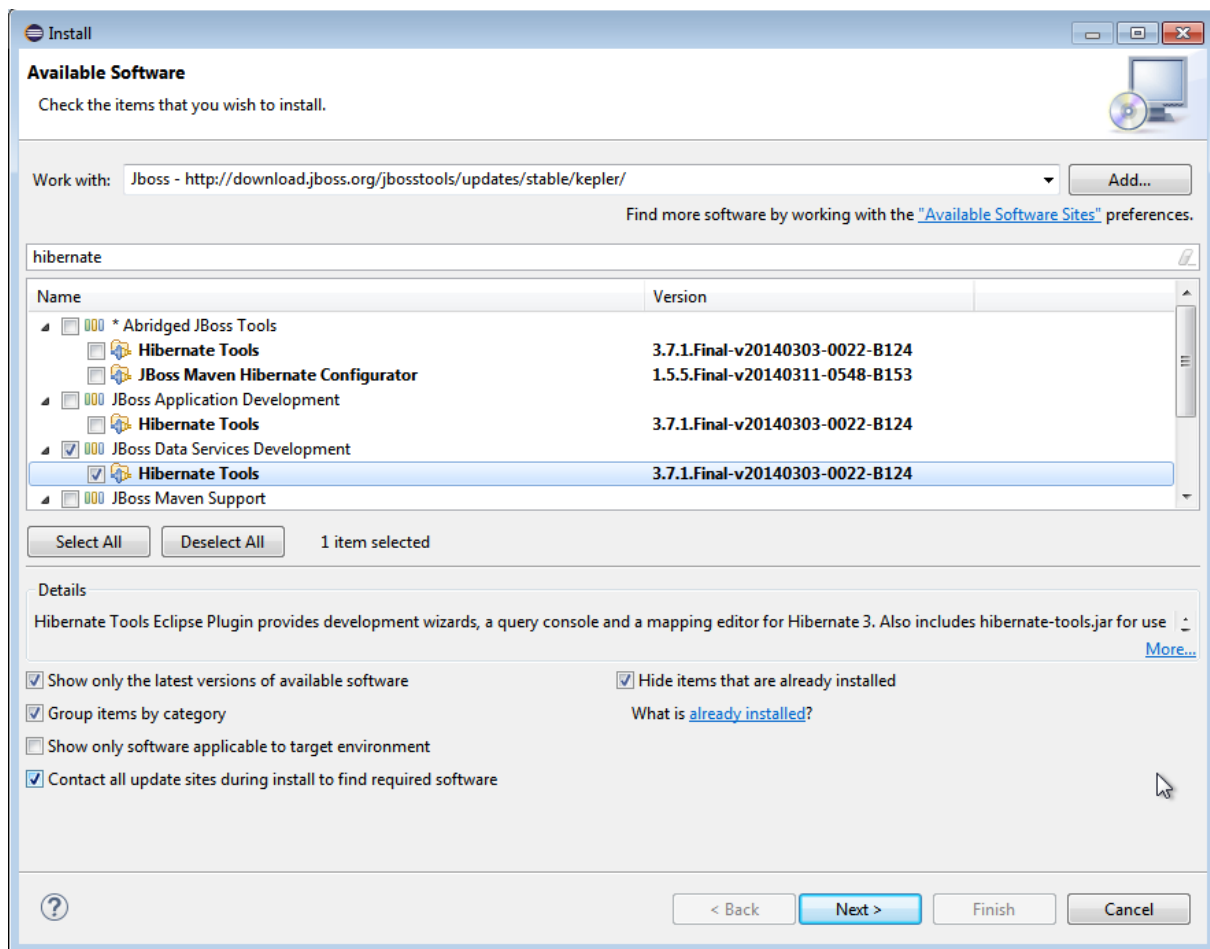 Install
Available Software
Check the items that you wish to install.
Work with: Jboss - http://download.jboss.org/jbosstools/updates/stable/kepler/ Add...
Find more software by working with the "Available Software Sites" preferences.
hibernate
Name Version
* Abridged JBoss Tools
Hibernate Tools 3.7.1.Final-v20140303-0022-B124
JBoss Maven Hibernate Configurator 1.5.5.Final-v20140311-0548-B153
JBoss Application Development
Hibernate Tools 3.7.1.Final-v20140303-0022-B124
JBoss Data Services Development
Hibernate Tools 3.7.1.Final-v20140303-0022-B124
JBoss Maven Support
Select All Deselect All 1 item selected
Details
Hibernate Tools Eclipse Plugin provides development wizards, a query console and a mapping editor for Hibernate 3. Also includes hibernate-tools.jar for use
More...
Show only the latest versions of available software Hide items that are already installed
Group items by category What is already installed?
Show only software applicable to target environment
Contact all update sites during install to find required software
? < Back Next > Finish Cancel